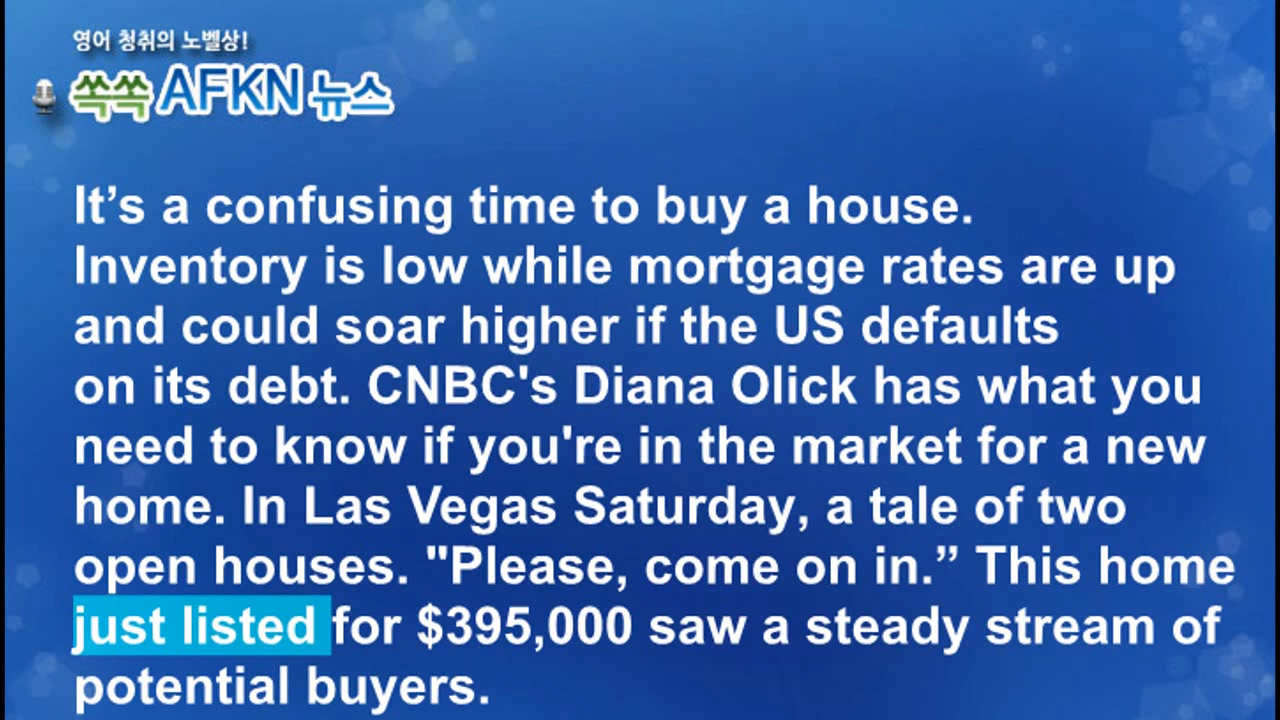 영어 청취의 노벨상!
쏙쏙 AFKN 뉴스
It’s a confusing time to buy a house.
Inventory is low while mortgage rates are up
and could soar higher if the US defaults
on its debt. CNBC's Diana Olick has what you
need to know if you're in the market for a new
home. In Las Vegas Saturday, a tale of two
open houses. "Please, come on in.” This home
just listed for $395,000 saw a steady stream of
potential buyers.